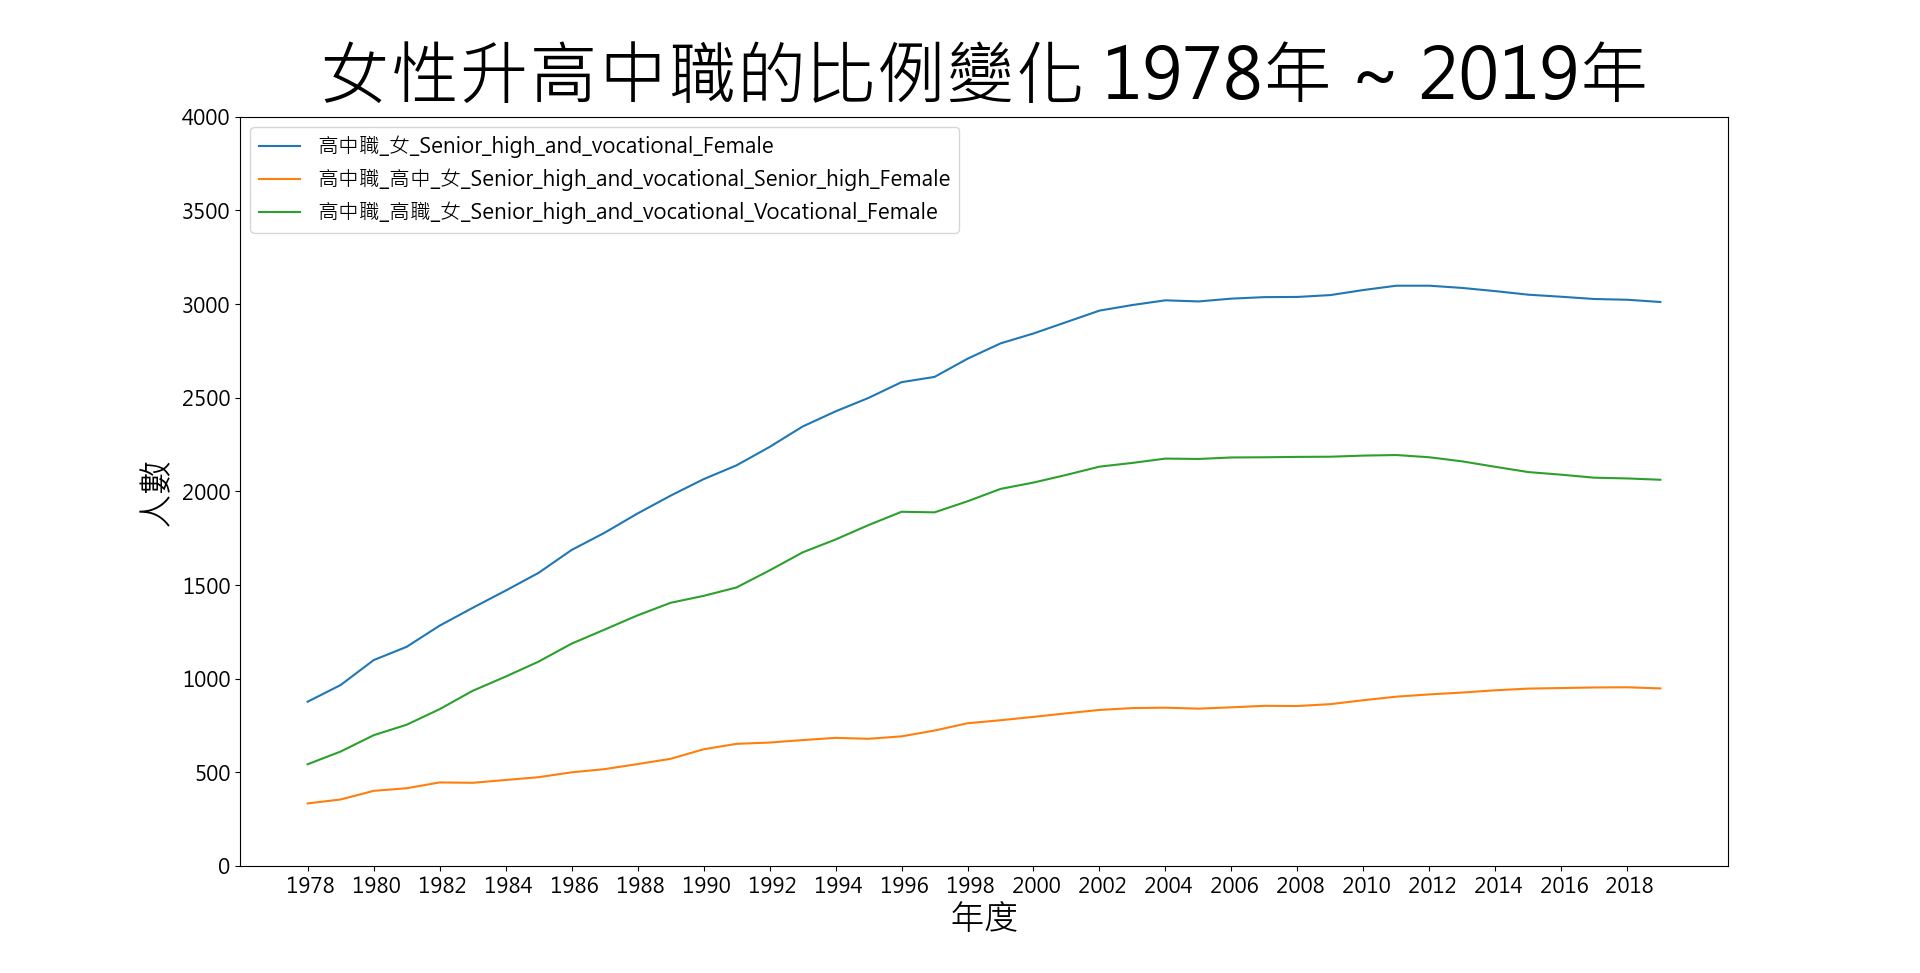 女性升高中職的比例變化 1978年 ~ 2019年
高中職_女_Senior_high_and_vocational_Female
高中職_高中_女_Senior_high_and_vocational_Senior_high_Female
高中職_高職_女_Senior_high_and_vocational_Vocational_Female
4000
3500
3000
2500
2000
1500
1000
500
0
人數
1978 1980 1982 1984 1986 1988 1990 1992 1994 1996 1998 2000 2002 2004 2006 2008 2010 2012 2014 2016 2018
年度